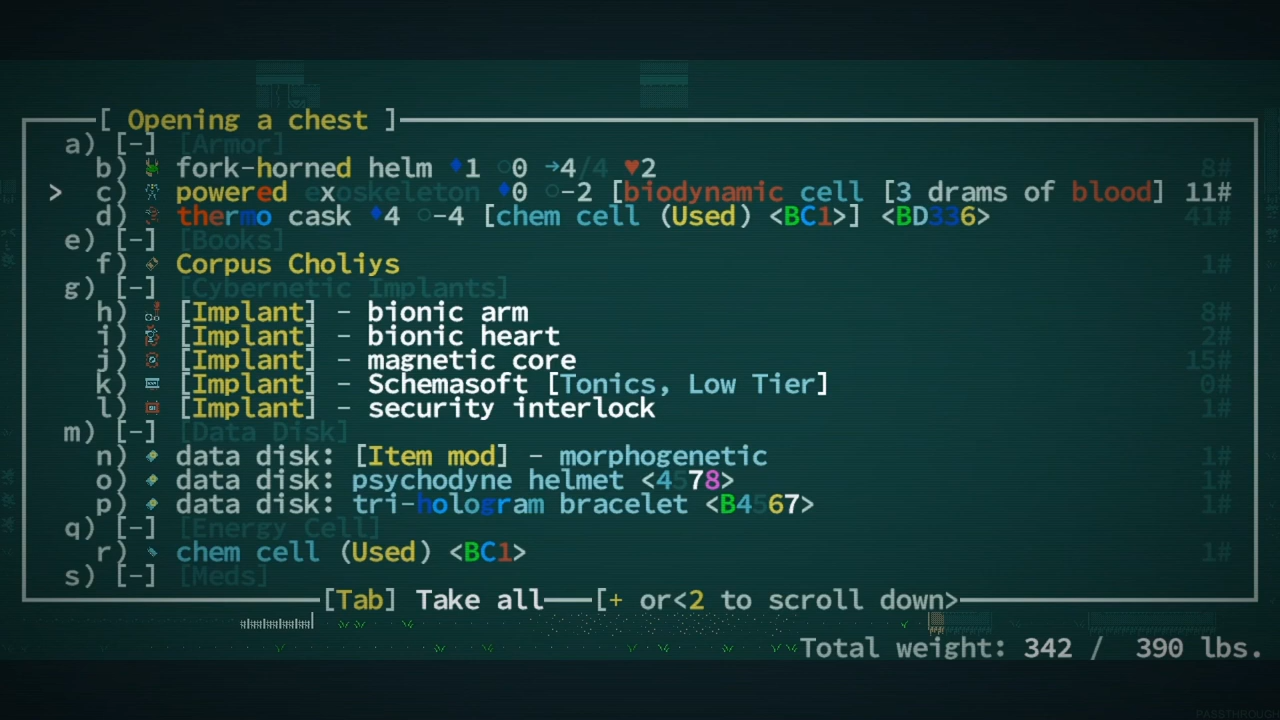 [ Opening a chest ]
a) [-] [Armor]
b) fork-horned helm ♦1 ○0 →4/4 ♥2 8#
> c) powered exoskeleton ♦0 ○-2 [biodynamic cell [3 drams of blood] 11#
d) thermo cask ♦4 ○-4 [chem cell (Used) <BC1>] <BD336> 41#
e) [-] [Books]
f) Corpus Choliys 1#
g) [-] [Cybernetic Implants]
h) [Implant] - bionic arm 8#
i) [Implant] - bionic heart 2#
j) [Implant] - magnetic core 15#
k) [Implant] - Schemasoft [Tonics, Low Tier] 0#
l) [Implant] - security interlock 1#
m) [-] [Data Disk]
n) data disk: [Item mod] - morphogenetic 1#
o) data disk: psychodyne helmet <4578> 1#
p) data disk: tri-hologram bracelet <B4567> 1#
q) [-] [Energy Cell]
r) chem cell (Used) <BC1> 1#
s) [-] [Meds]
[Tab] Take all [+ or<2 to scroll down>
Total weight: 342 / 390 lbs.
PASSTHROUGH